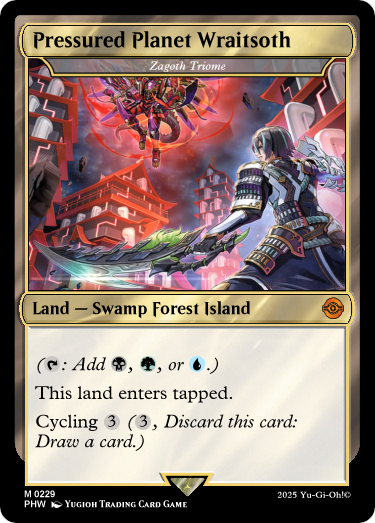 Pressured Planet Wraitsoth
Zagoth Triome
Land — Swamp Forest Island
(: Add , , or .)
This land enters tapped.
Cycling 3 (3, Discard this card:
Draw a card.)
M 0229
PHW YUGIOH TRADING CARD GAME
2025 Yu-Gi-Oh!©